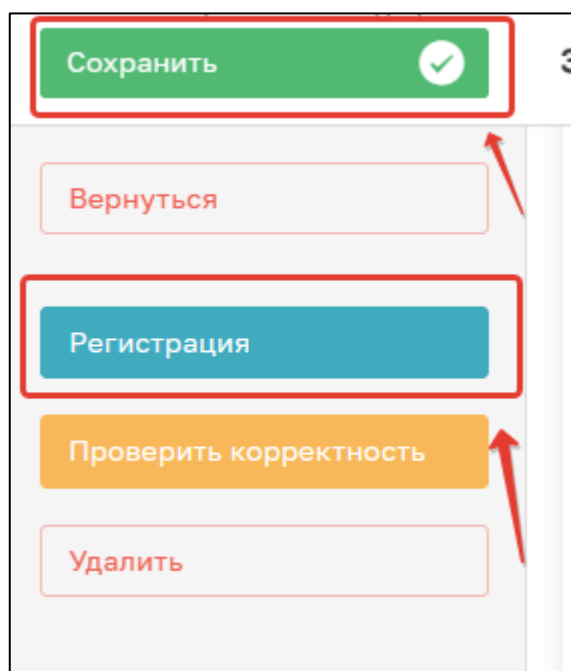 Сохранить
Вернуться
Регистрация
Проверить корректность
Удалить